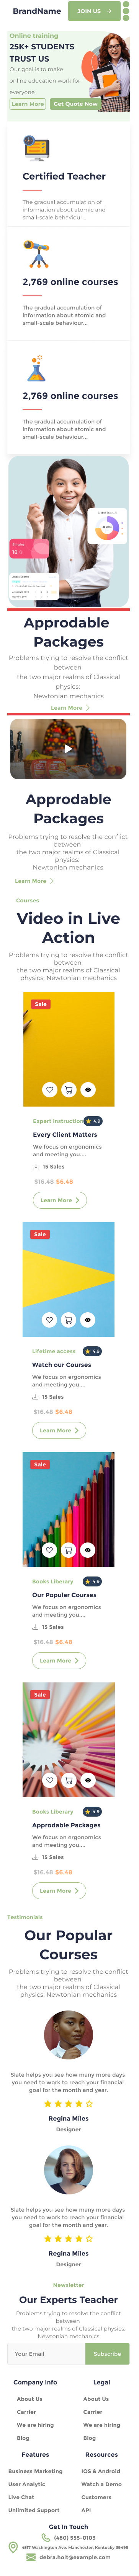 BrandName
JOIN US
Online training
25K+ STUDENTS
TRUST US
Our goal is to make
online education work for
everyone
Learn More
Get Quote Now
Certified Teacher
The gradual accumulation of
information about atomic and
small-scale behaviour...
2,769 online courses
The gradual accumulation of
information about atomic and
small-scale behaviour...
2,769 online courses
The gradual accumulation of
information about atomic and
small-scale behaviour...
Approdable
Packages
Problems trying to resolve the conflict
between
the two major realms of Classical
physics:
Newtonian mechanics
Learn More
Approdable
Packages
Problems trying to resolve the conflict
between
the two major realms of Classical
physics:
Newtonian mechanics
Learn More
Courses
Video in Live
Action
Problems trying to resolve the conflict
between
the two major realms of Classical
physics: Newtonian mechanics
Sale
Expert Instruction
4.9
Every Client Matters
We focus on ergonomics
and meeting you....
15 Sales
$16.48 $6.48
Learn More
Sale
Lifetime access
4.9
Watch our Courses
We focus on ergonomics
and meeting you....
15 Sales
$16.48 $6.48
Learn More
Sale
Books Liberary
4.9
Our Popular Courses
We focus on ergonomics
and meeting you....
15 Sales
$16.48 $6.48
Learn More
Sale
Books Liberary
4.9
Approdable Packages
We focus on ergonomics
and meeting you....
15 Sales
$16.48 $6.48
Learn More
Testimonials
Our Popular
Courses
Problems trying to resolve the conflict
between
the two major realms of Classical
physics: Newtonian mechanics
Slate helps you see how many more days
you need to work to reach your financial
goal for the month and year.
Regina Miles
Designer
Slate helps you see how many more days
you need to work to reach your financial
goal for the month and year.
Regina Miles
Designer
Newsletter
Our Experts Teacher
Problems trying to resolve the conflict
between
the two major realms of Classical physics:
Newtonian mechanics
Your Email
Subscribe
Company Info
Legal
About Us
About Us
Carrier
Carrier
We are hiring
We are hiring
Blog
Blog
Features
Resources
Business Marketing
IOS & Android
User Analytic
Watch a Demo
Live Chat
Customers
Unlimited Support
API
Get In Touch
(480) 555-0103
4517 Washington Ave. Manchester, Kentucky 39495
debra.holt@example.com